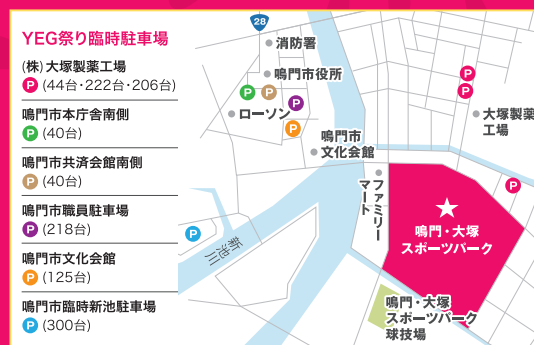 YEG祭り臨時駐車場
(株)大塚製薬工場
P (44台・222台・206台)
鳴門市本庁舎南側
P (40台)
鳴門市共済会館南側
P (40台)
鳴門市職員駐車場
P (218台)
鳴門市文化会館
P (125台)
鳴門市臨時新池駐車場
P (300台)
28
消防署
鳴門市役所
P
P
P
P
P
P
ローソン
P
大塚製薬
工場
鳴門市
文化会館
ファミリー
マート
P
鳴門・大塚
スポーツパーク
P
新池川
鳴門・大塚
スポーツパーク
球技場